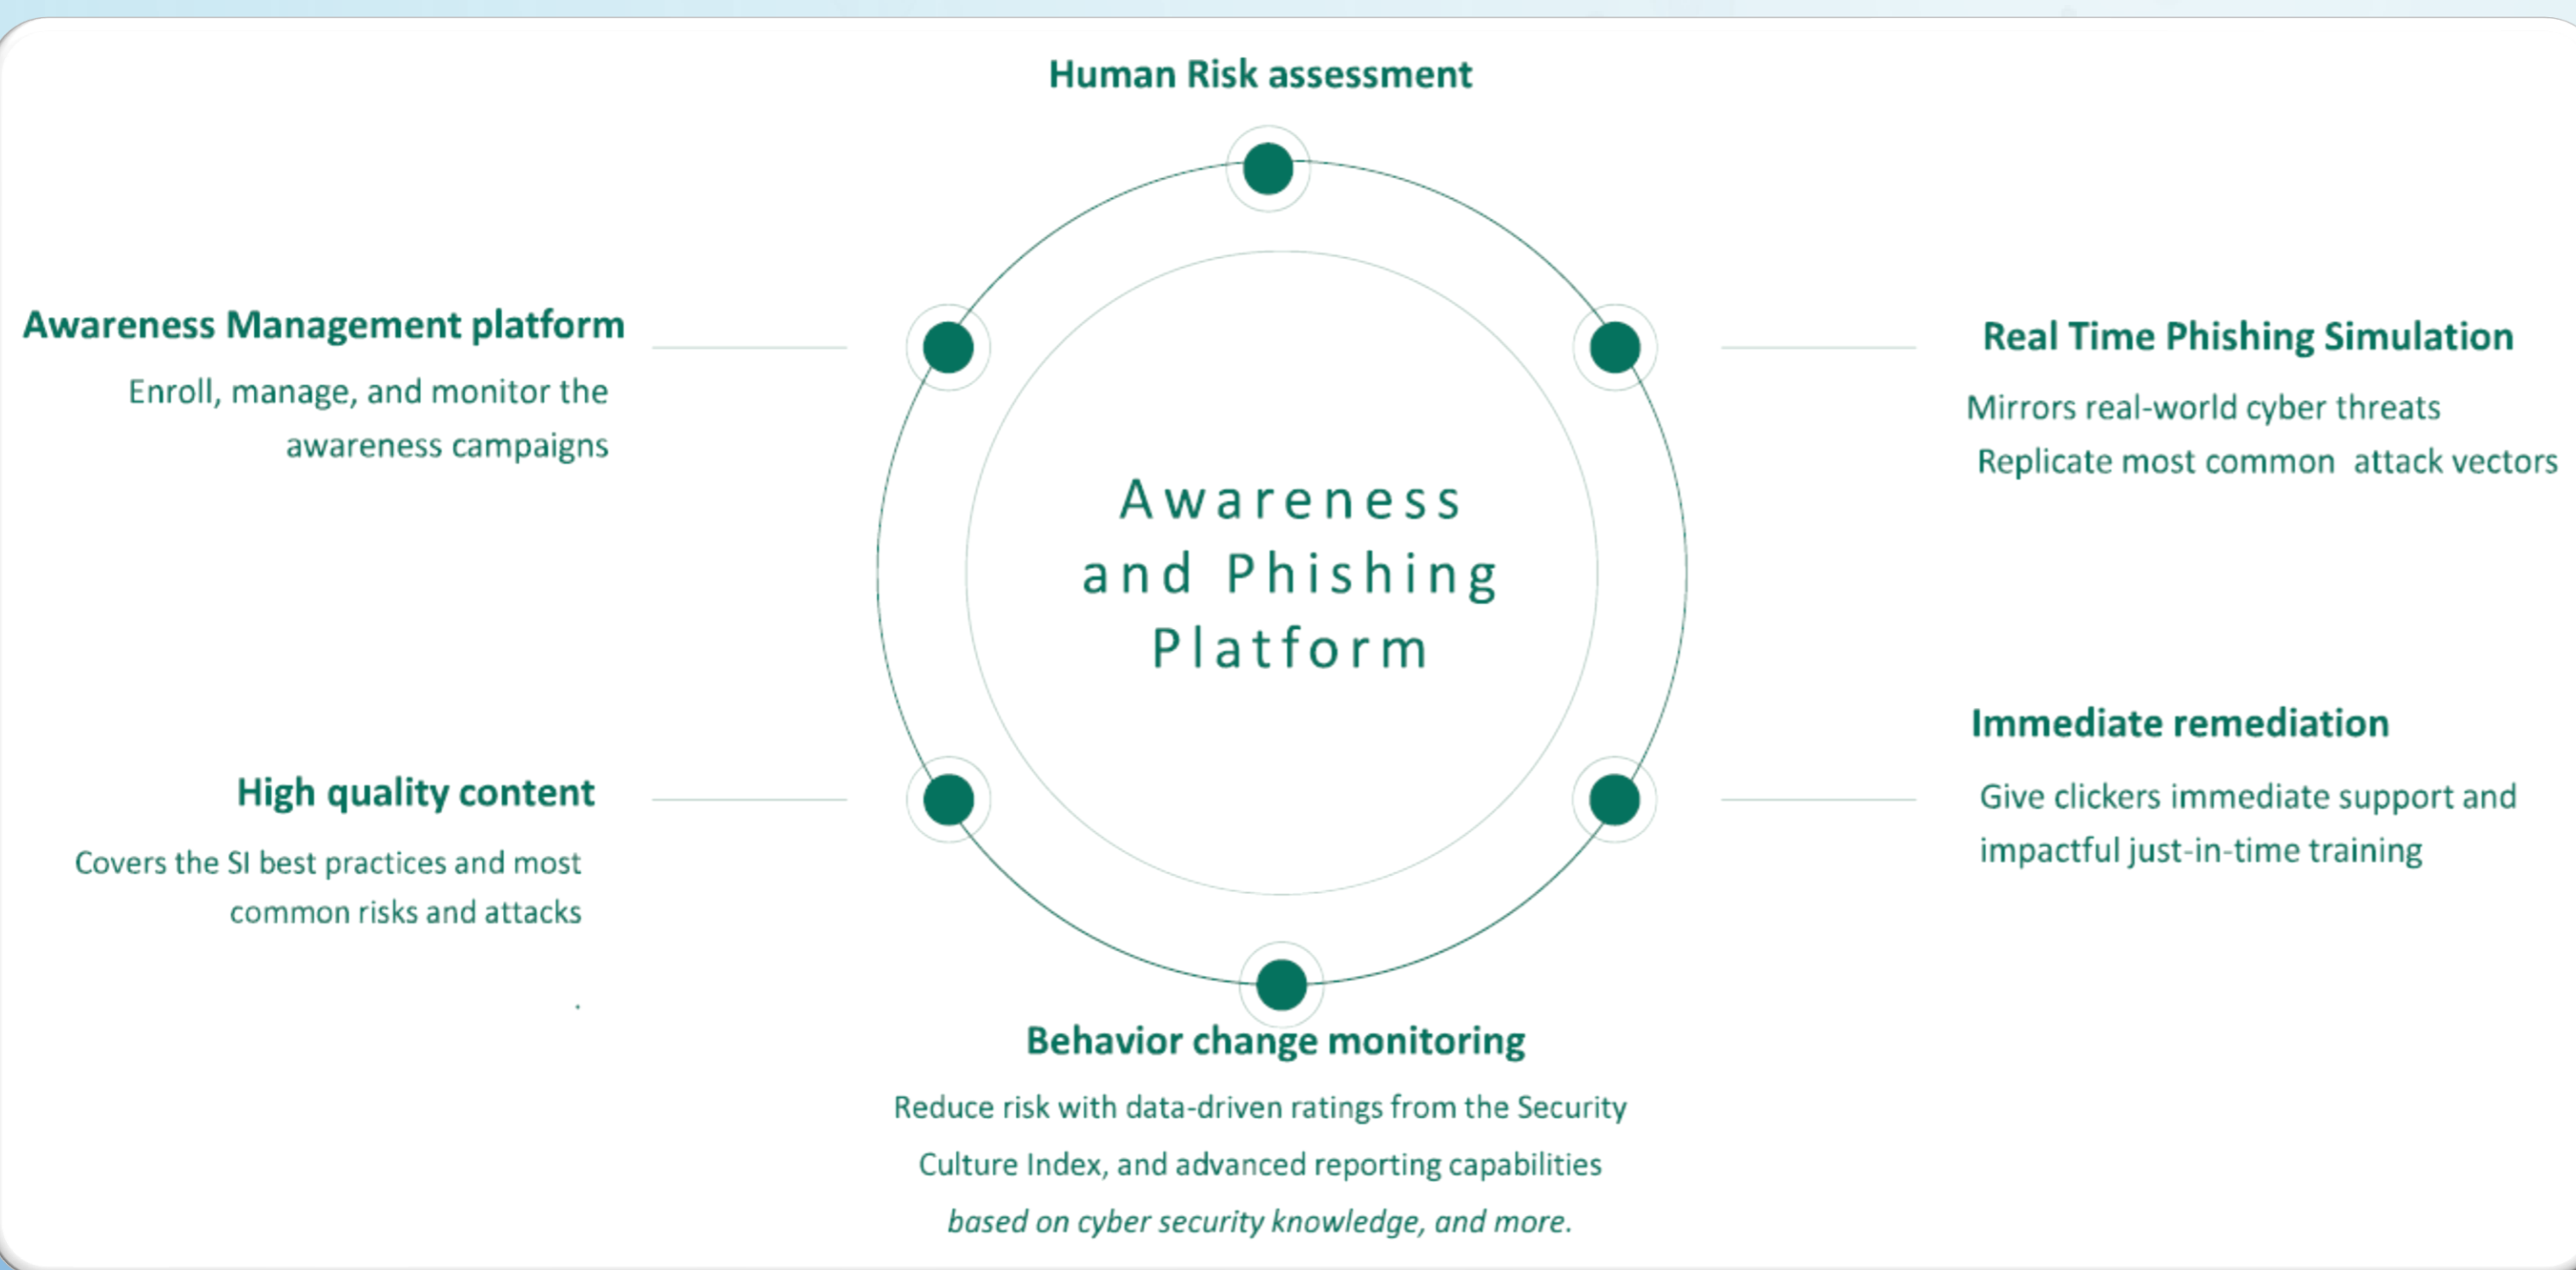 Human Risk assessment
Awareness Management platform
Enroll, manage, and monitor the
awareness campaigns
Real Time Phishing Simulation
Mirrors real-world cyber threats
Replicate most common  attack vectors
Awareness
and Phishing
Platform
High quality content
Covers the SI best practices and most
common risks and attacks
.
Immediate remediation
Give clickers immediate support and
impactful just-in-time training
Behavior change monitoring
Reduce risk with data-driven ratings from the Security
Culture Index, and advanced reporting capabilities
based on cyber security knowledge, and more.